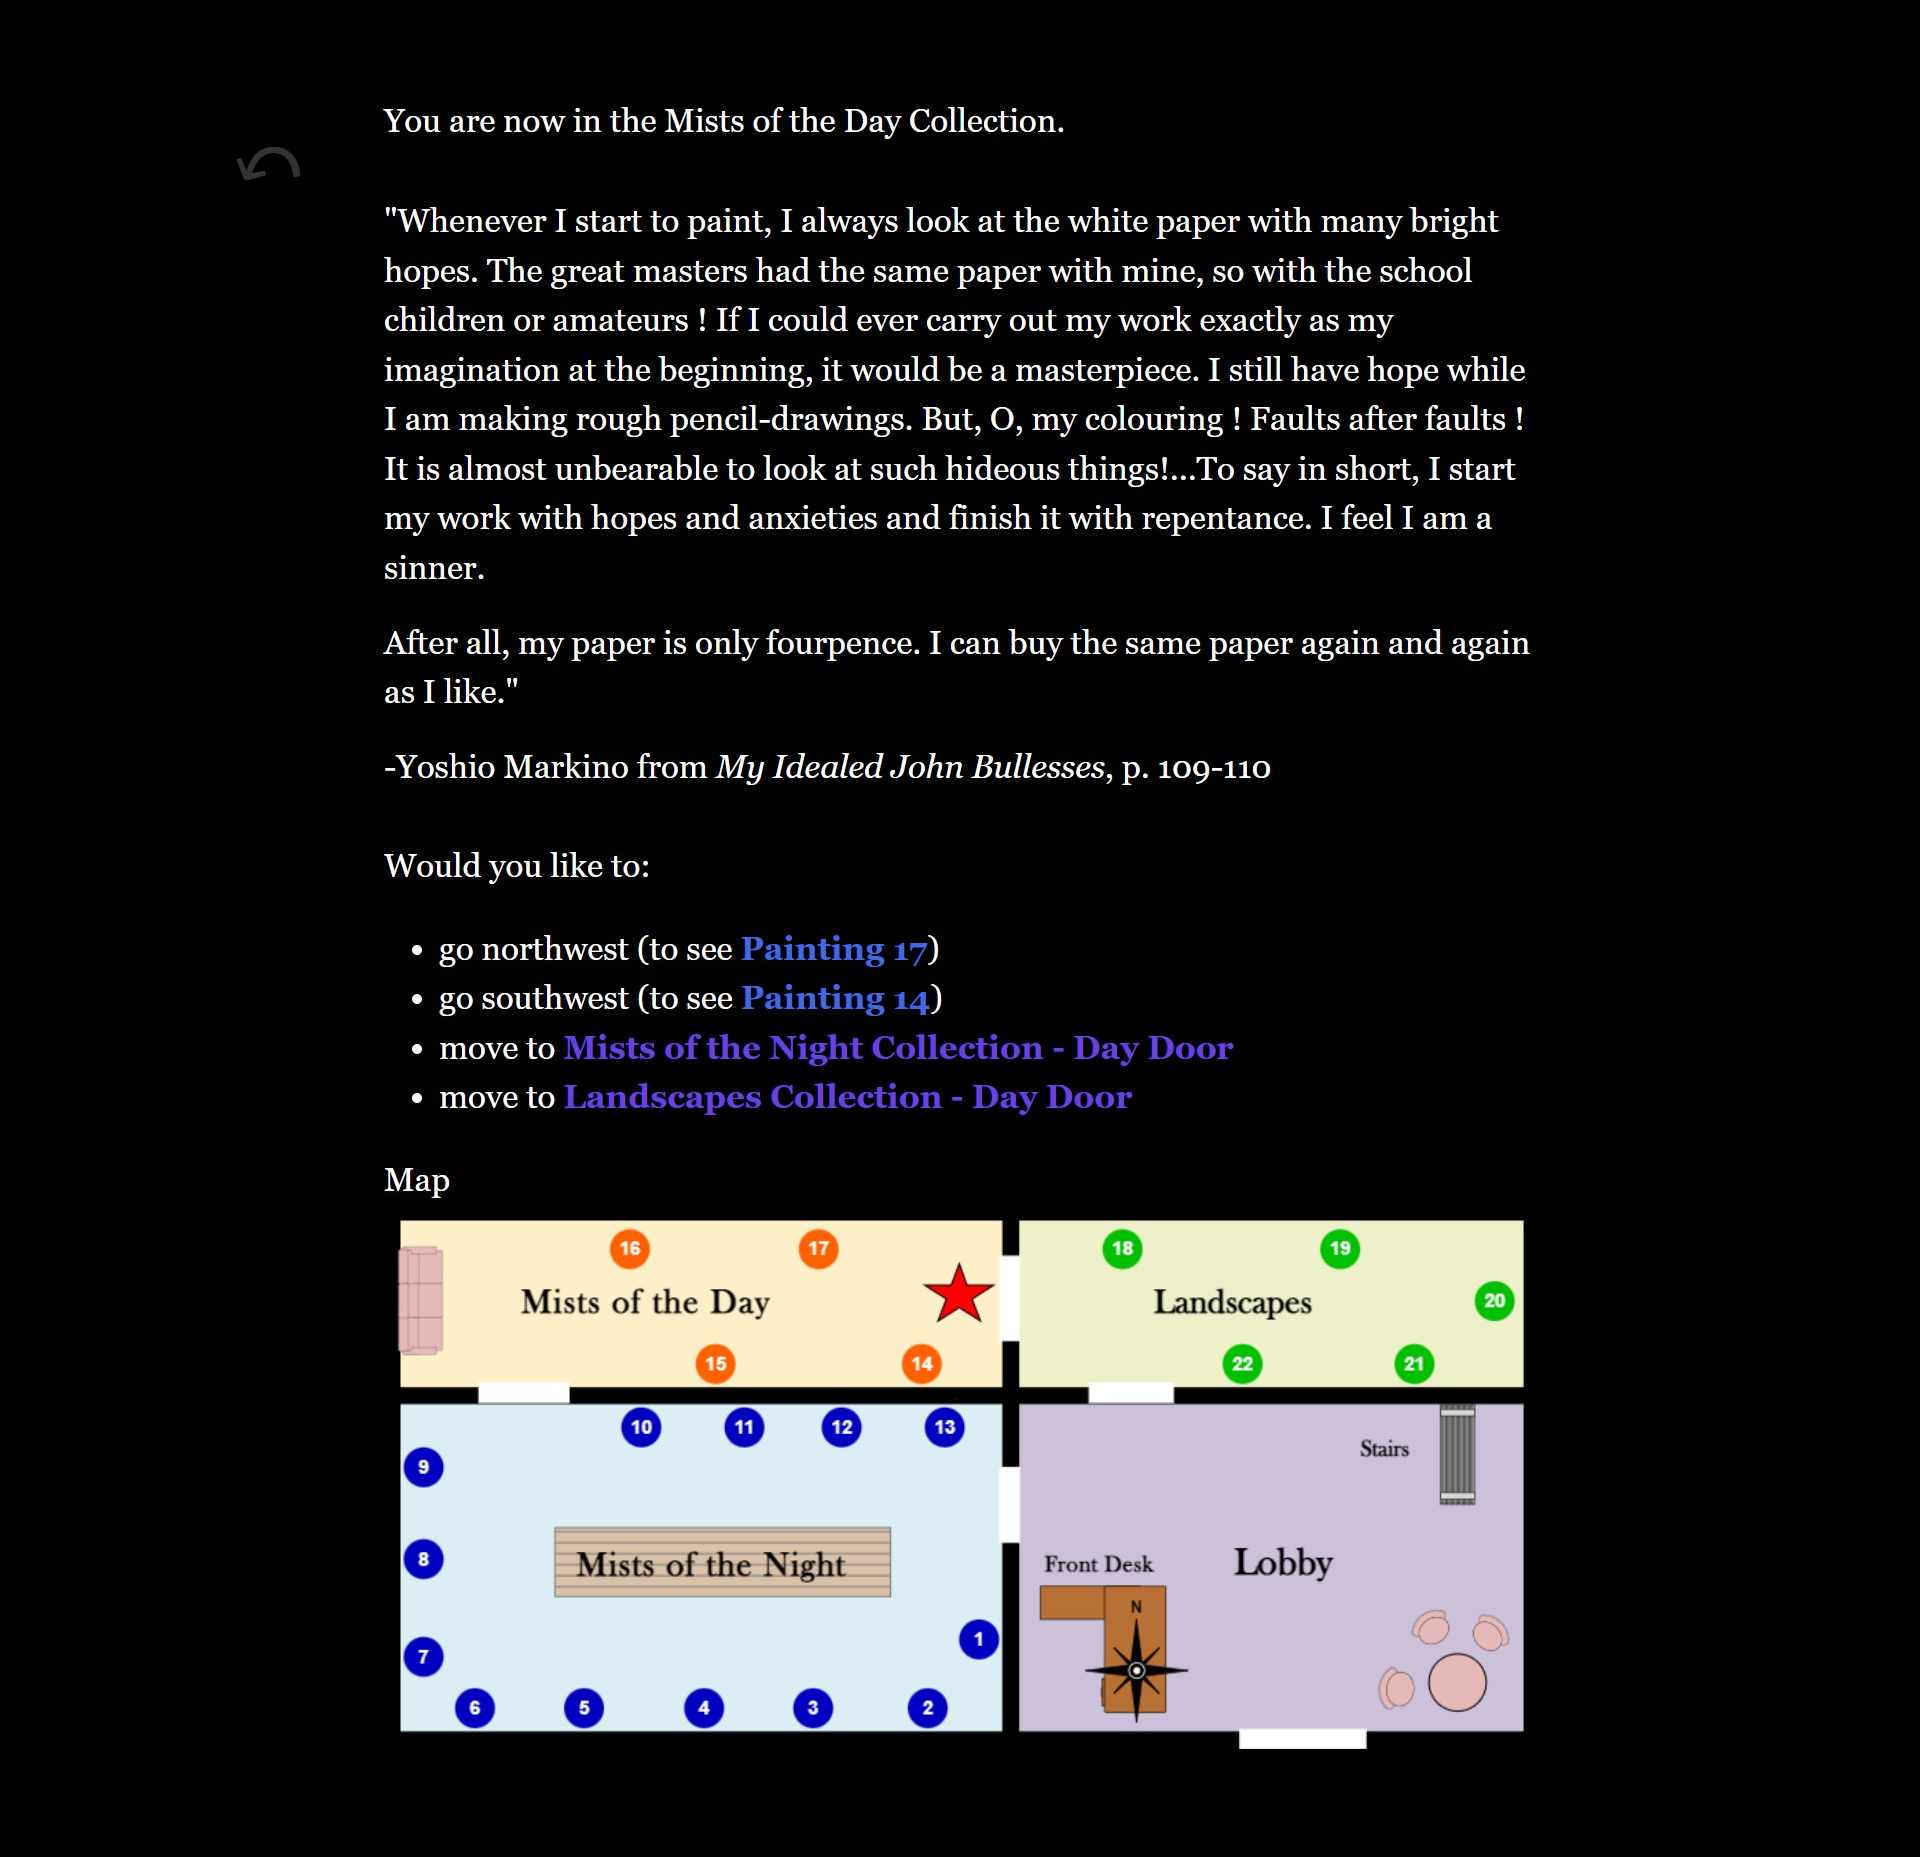 You are now in the Mists of the Day Collection.
"Whenever I start to paint, I always look at the white paper with many bright
hopes. The great masters had the same paper with mine, so with the school
children or amateurs ! If I could ever carry out my work exactly as my
imagination at the beginning, it would be a masterpiece. I still have hope while
I am making rough pencil-drawings. But, O, my colouring ! Faults after faults !
It is almost unbearable to look at such hideous things!...To say in short, I start
my work with hopes and anxieties and finish it with repentance. I feel I am a
sinner.
After all, my paper is only fourpence. I can buy the same paper again and again
as I like."
-Yoshio Markino from My Idealed John Bullesses, p. 109-110
Would you like to:
• go northwest (to see Painting 17)
• go southwest (to see Painting 14)
• move to Mists of the Night Collection - Day Door
• move to Landscapes Collection - Day Door
Map
16 17 18 19
Mists of the Day Landscapes 20
15 14 22 21
10 11 12 13
Stairs
9
8 Mists of the Night Front Desk Lobby
N
1
7
6 5 4 3 2